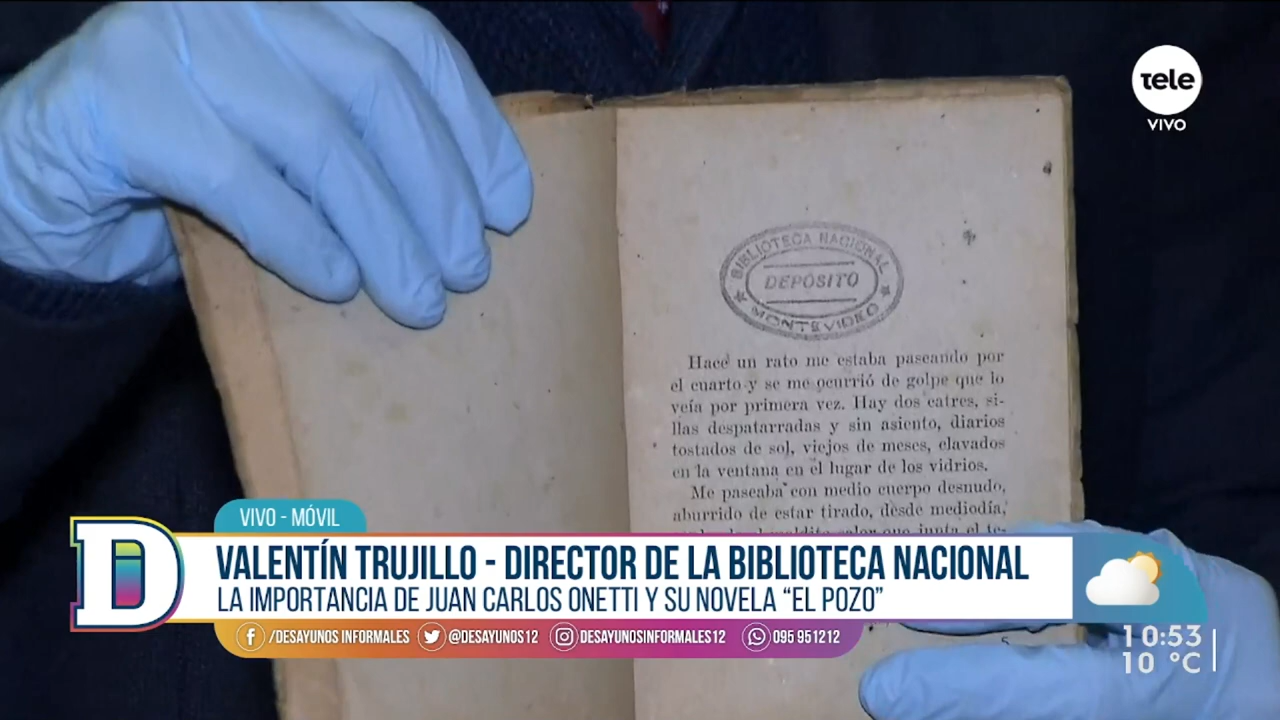 tele
VIVO
BIBLIOTECA NACIONAL
DEPÓSITO
MONTEVIDEO
Hace un rato me estaba paseando por
el cuarto y se me ocurrió de golpe que lo
veía por primera vez. Hay dos catres, si-
llas despatarradas y sin asiento, diarios
tostados de sol, viejos de meses, clavados
en la ventana en el lugar de los vidrios.
Me paseaba con medio cuerpo desnudo,
aburrido de estar tirado, desde mediodía,
5
VIVO - MÓVIL
D
VALENTÍN TRUJILLO - DIRECTOR DE LA BIBLIOTECA NACIONAL
LA IMPORTANCIA DE JUAN CARLOS ONETTI Y SU NOVELA “EL POZO”
/DESAYUNOS INFORMALES @DESAYUNOS12 DESAYUNOSINFORMALES12 095 951212
10:53
10 °C